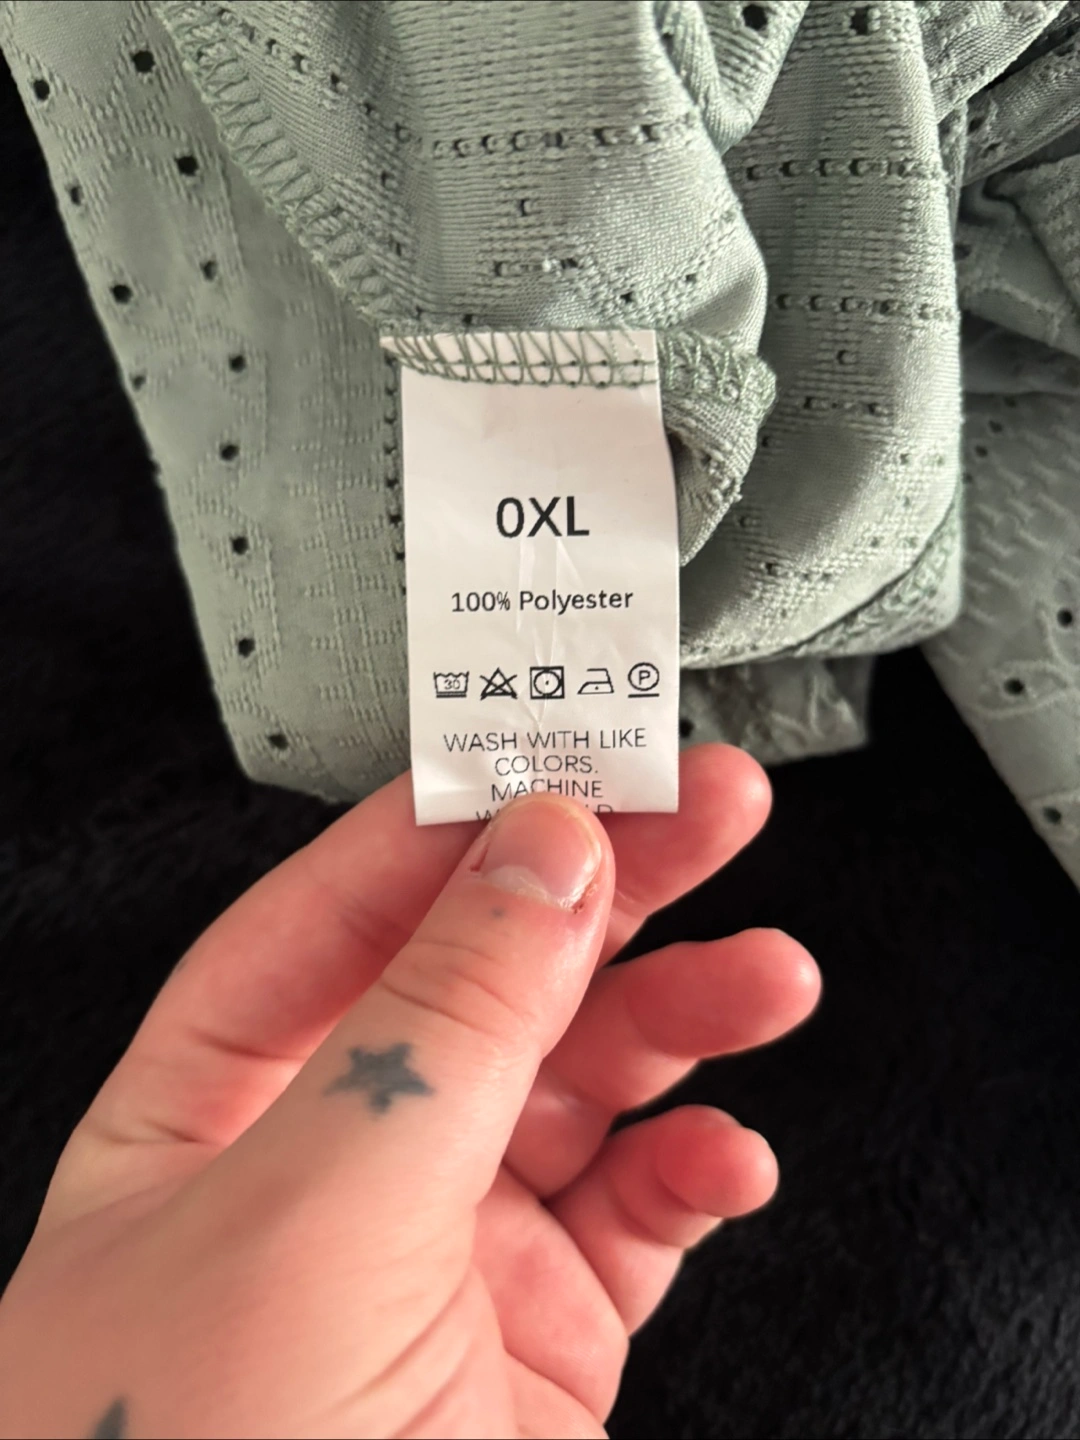 0XL
100% Polyester
30 P
WASH WITH LIKE
COLORS.
MACHINE